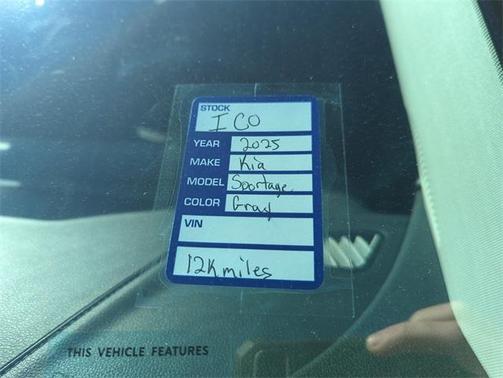 STOCK
ICO
YEAR 2025
MAKE Kia
MODEL Sportage
COLOR Gray
VIN
12K miles
THIS VEHICLE FEATURES